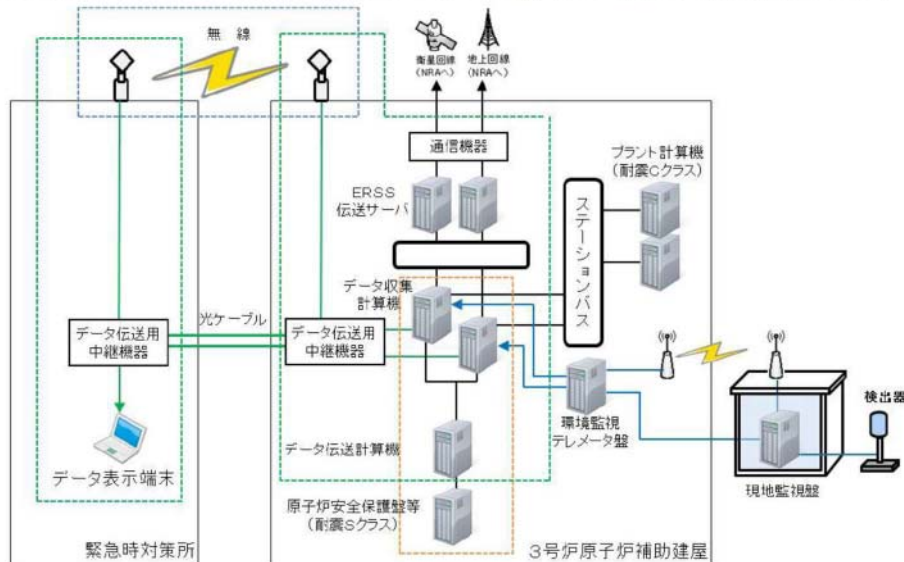 無 線
衛星回線
(NRAへ)
地上回線
(NRAへ)
通信機器
プラント計算機
(耐震Cクラス)
ERSS
伝送サーバ
ステーションバス
データ収集
計算機
光ケーブル
データ伝送用
中継機器
データ伝送用
中継機器
検出器
環境監視
テレメータ盤
データ伝送計算機
データ表示端末
現地監視盤
原子炉安全保護盤等
(耐震Sクラス)
緊急時対策所
3号炉原子炉補助建屋